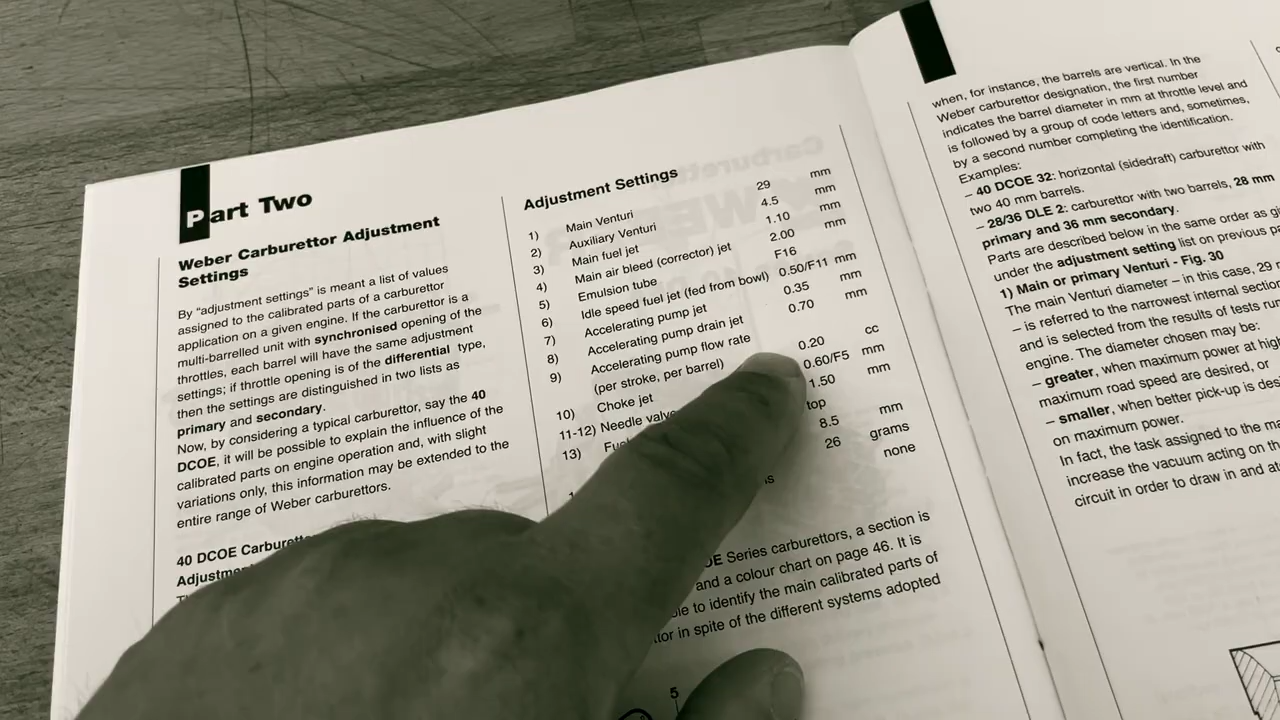 Part Two
Weber Carburettor Adjustment
Settings
By “adjustment settings” is meant a list of values
assigned to the calibrated parts of a carburettor
application on a given engine. If the carburettor is a
multi-barrelled unit with synchronised opening of the
throttles, each barrel will have the same adjustment
settings; if throttle opening is of the differential type,
then the settings are distinguished in two lists as
primary and secondary.
Now, by considering a typical carburettor, say the 40
DCOE, it will be possible to explain the influence of the
calibrated parts on engine operation and, with slight
variations only, this information may be extended to the
entire range of Weber carburettors.
40 DCOE
Adjustment Settings
1) Main Venturi 29 mm
2) Auxiliary Venturi 4.5 mm
3) Main fuel jet 1.10 mm
4) Main air bleed (corrector) jet 2.00 mm
5) Emulsion tube F16
6) Idle speed fuel jet (fed from bowl) 0.50/F11 mm
7) Accelerating pump jet 0.35 mm
8) Accelerating pump drain jet 0.70 mm
9) Accelerating pump flow rate
(per stroke, per barrel) 0.20 cc
10) Choke jet 0.60/F5 mm
11-12) Needle 1.50 mm
13) top
8.5 mm
26 grams
none
Series carburettors, a section is
and a colour chart on page 46. It is
to identify the main calibrated parts of
in spite of the different systems adopted
5
when, for instance, the barrels are vertical. In the
Weber carburettor designation, the first number
indicates the barrel diameter in mm at throttle level and
is followed by a group of code letters and, sometimes,
by a second number completing the identification.
Examples:
– 40 DCOE 32: horizontal (sidedraft) carburettor with
two 40 mm barrels.
– 28/36 DLE 2: carburettor with two barrels, 28 mm
primary and 36 mm secondary.
Parts are described below in the same order as
under the adjustment setting list on previous
1) Main or primary Venturi - Fig. 30
The main Venturi diameter – in this case, 29
– is referred to the narrowest internal
and is selected from the results of tests
engine. The diameter chosen may be:
– greater, when maximum power at
maximum road speed are desired, or
– smaller, when better pick-up is
on maximum power.
In fact, the task assigned to the
increase the vacuum acting on
circuit in order to draw in and